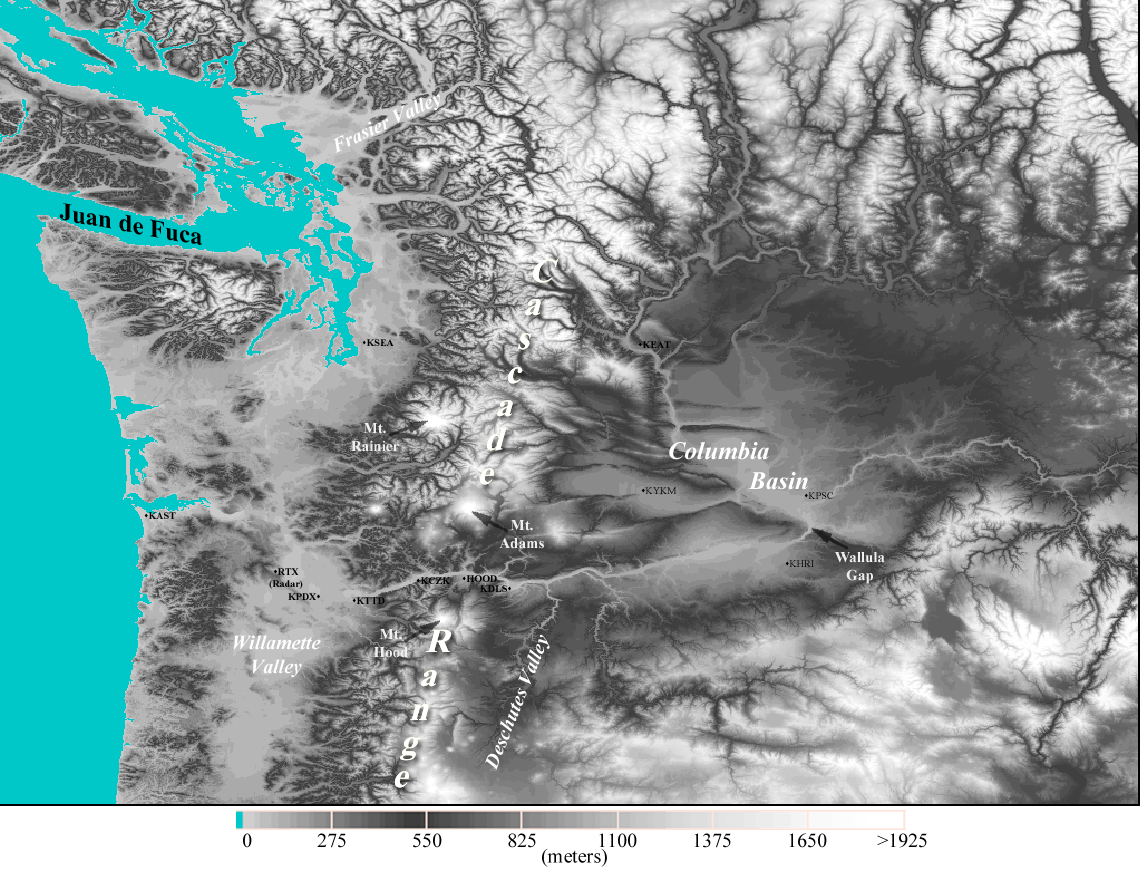 Frasier Valley
Juan de Fuca
Cascade
KSEA
KEAT
Mt.
Rainier
Columbia
Basin
KYKM
KPSC
KAST
Mt.
Adams
Wallula
Gap
KHRI
RTX
(Radar)
KPDX
KTTD
KCZK
HOOD
KDLS
Mt.
Hood
Range
Willamette
Valley
Deschutes Valley
0 275 550 825 1100 1375 1650 >1925
(meters)